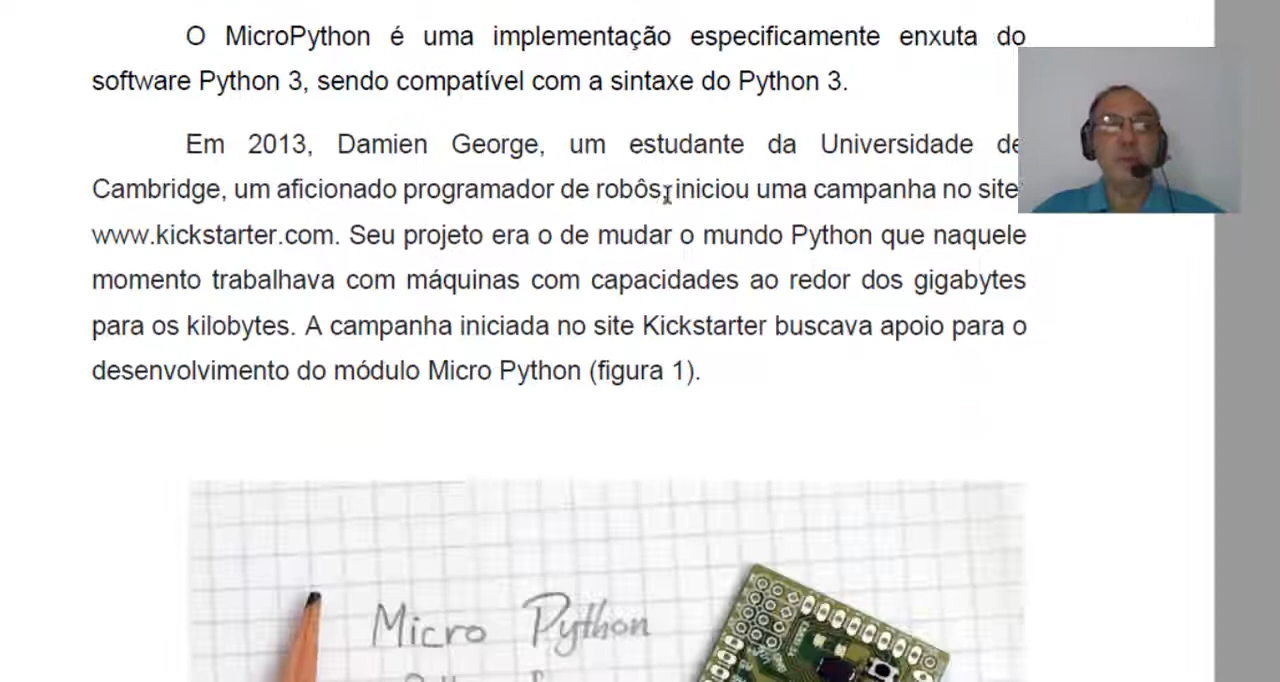 O MicroPython é uma implementação especificamente enxuta do
software Python 3, sendo compatível com a sintaxe do Python 3.
Em 2013, Damien George, um estudante da Universidade de
Cambridge, um aficionado programador de robôs, iniciou uma campanha no site
www.kickstarter.com. Seu projeto era o de mudar o mundo Python que naquele
momento trabalhava com máquinas com capacidades ao redor dos gigabytes
para os kilobytes. A campanha iniciada no site Kickstarter buscava apoio para o
desenvolvimento do módulo Micro Python (figura 1).
Micro Python